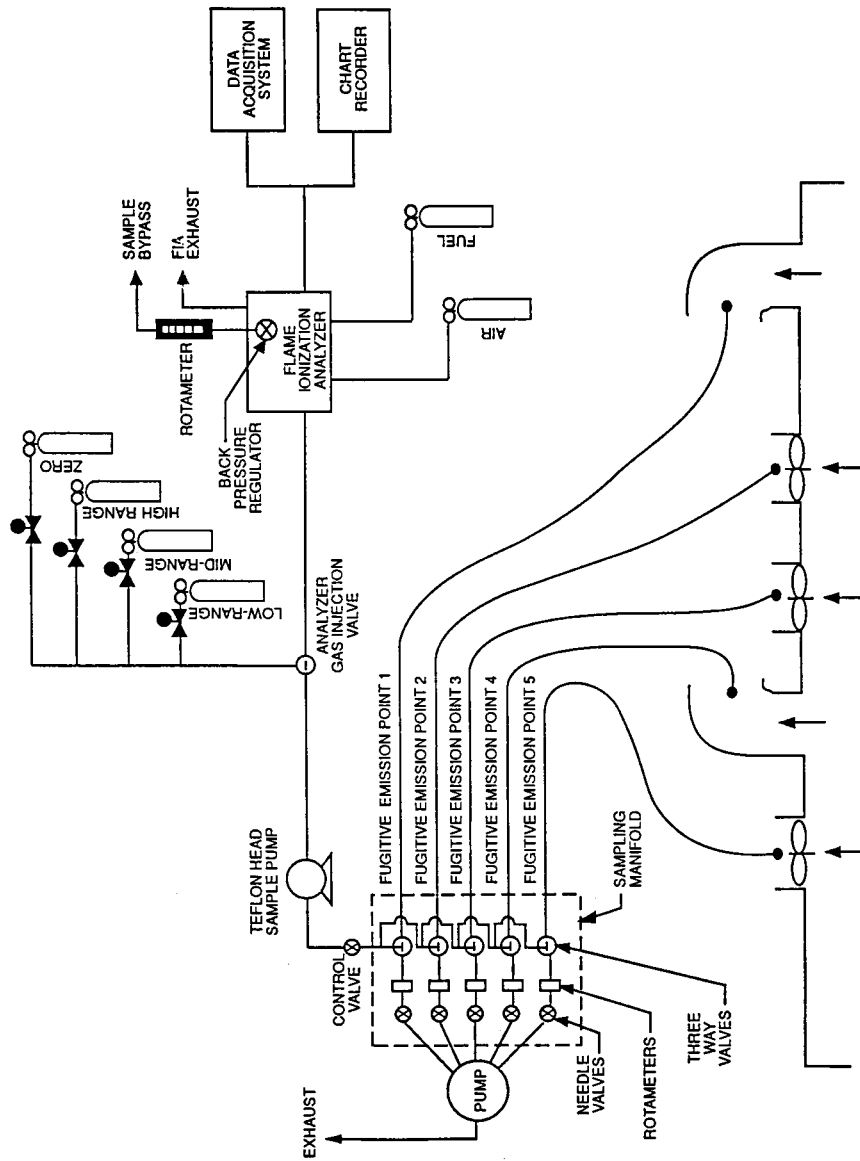 DATA
ACQUISITION
SYSTEM
CHART
RECORDER
SAMPLE
BYPASS
FIA
EXHAUST
ROTAMETER
FLAME
IONIZATION
ANALYZER
BACK
PRESSURE
REGULATOR
FUEL
AIR
ZERO
HIGH RANGE
MID-RANGE
LOW-RANGE
ANALYZER
GAS INJECTION
VALVE
TEFLON HEAD
SAMPLE PUMP
CONTROL
VALVE
FUGITIVE EMISSION POINT 1
FUGITIVE EMISSION POINT 2
FUGITIVE EMISSION POINT 3
FUGITIVE EMISSION POINT 4
FUGITIVE EMISSION POINT 5
SAMPLING
MANIFOLD
THREE
WAY
VALVES
ROTAMETERS
NEEDLE
VALVES
PUMP
EXHAUST